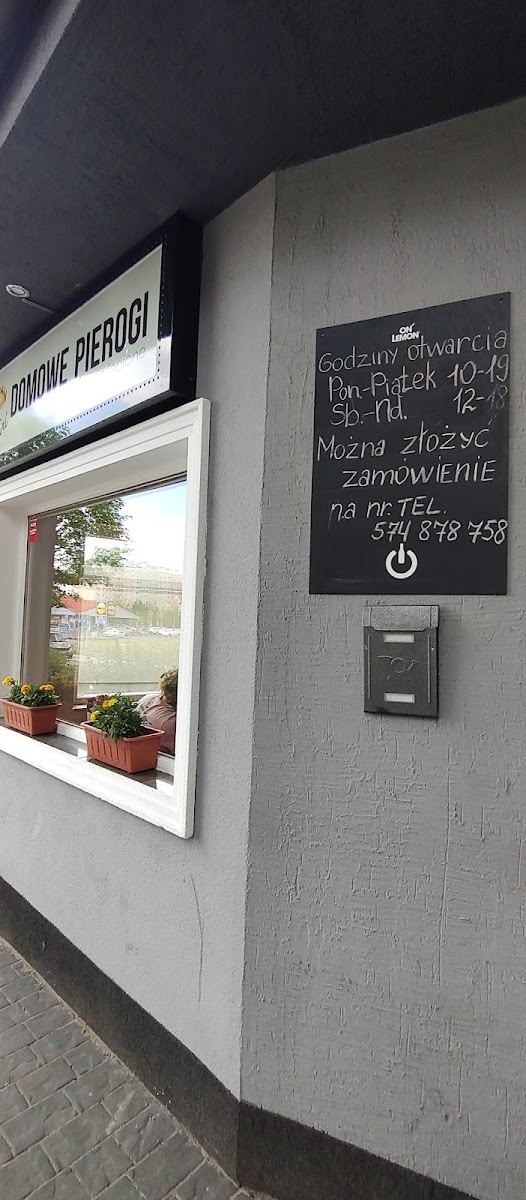 DOMOWE PIEROGI
ON
LEMON
Godziny otwarcia
Pon.-Piątek 10-19
Sb.-Nd. 12-18
Można złożyć
zamówienie
na nr. TEL.
574 878 758
LIDL